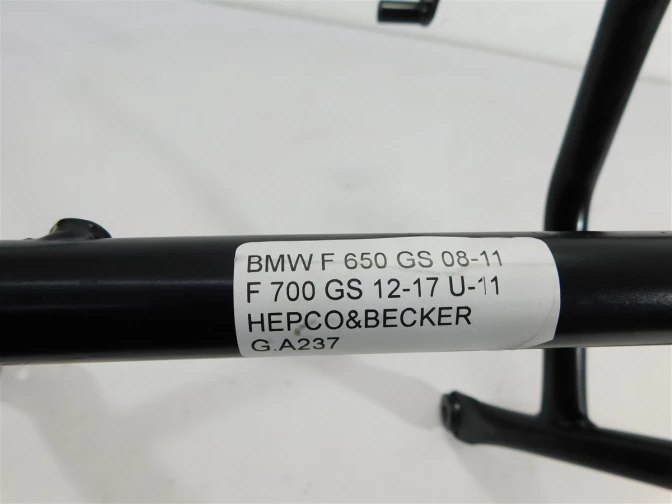 BMW F 650 GS 08-11
F 700 GS 12-17 U-11
HEPCO&BECKER
G.A237